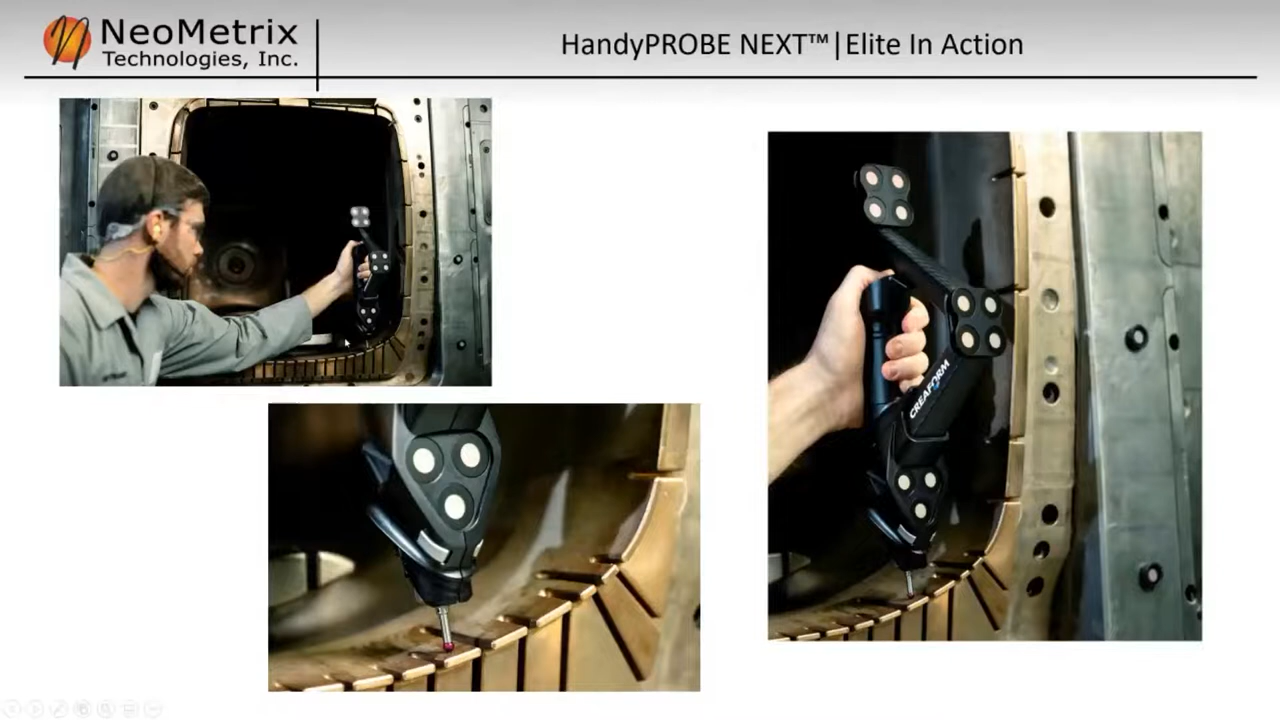 NeoMetrix
Technologies, Inc.
HandyPROBE NEXT™|Elite In Action
CREAFORM